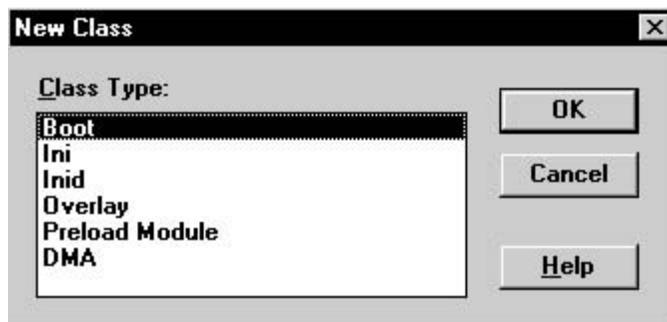 New Class
Class Type:
Boot
Ini
Inid
Overlay
Preload Module
DMA
OK
Cancel
Help